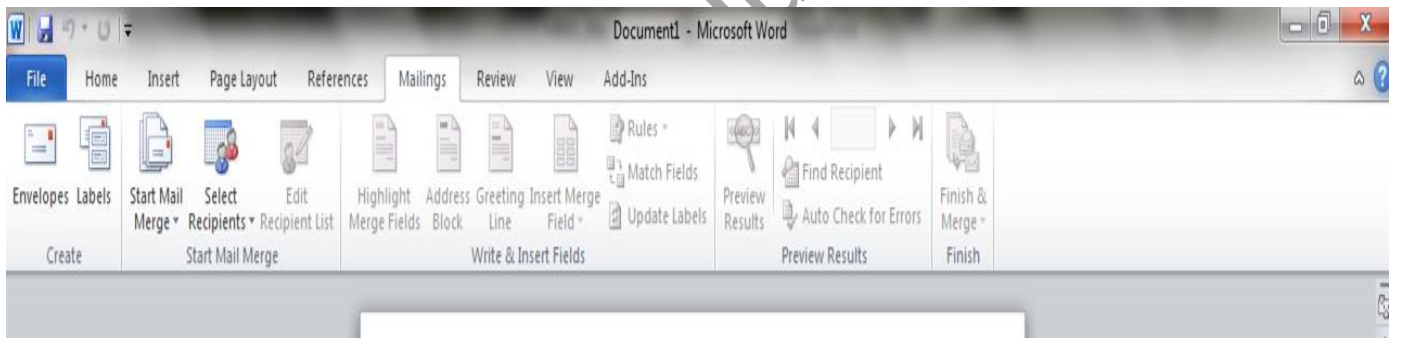 Document1 - Microsoft Word
File Home Insert Page Layout References Mailings Review View Add-Ins
Envelopes Labels
Create
Start Mail Merge
Select Recipients
Edit Recipient List
Start Mail Merge
Highlight Merge Fields
Address Block
Greeting Line
Insert Merge Field
Rules
Match Fields
Update Labels
Write & Insert Fields
Preview Results
Find Recipient
Auto Check for Errors
Preview Results
Finish & Merge
Finish